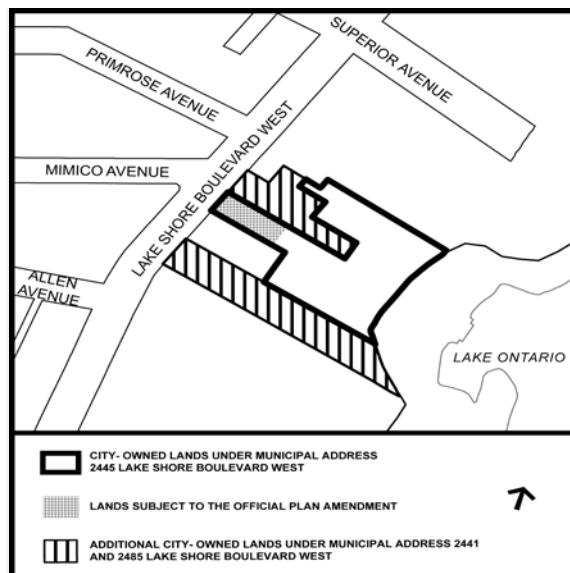 SUPERIOR AVENUE
PRIMROSE AVENUE
LAKE SHORE BOULEVARD WEST
MIMICO AVENUE
ALLEN
AVENUE
LAKE ONTARIO
CITY- OWNED LANDS UNDER MUNICIPAL ADDRESS
2445 LAKE SHORE BOULEVARD WEST
LANDS SUBJECT TO THE OFFICIAL PLAN AMENDMENT
ADDITIONAL CITY- OWNED LANDS UNDER MUNICIPAL ADDRESS 2441
AND 2485 LAKE SHORE BOULEVARD WEST